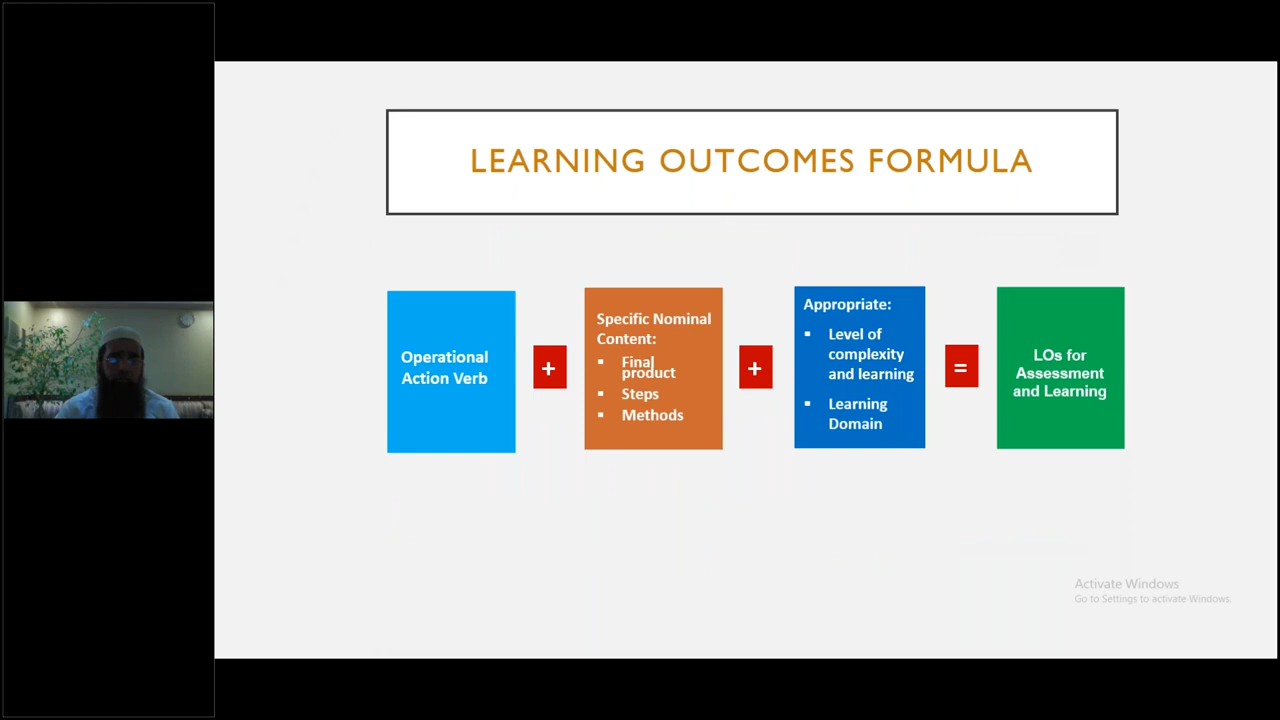 LEARNING OUTCOMES FORMULA
Operational
Action Verb
+
Specific Nominal
Content:
▪ Final
product
▪ Steps
▪ Methods
+
Appropriate:
▪ Level of
complexity
and learning
▪ Learning
Domain
=
LOs for
Assessment
and Learning
Activate Windows
Go to Settings to activate Windows.